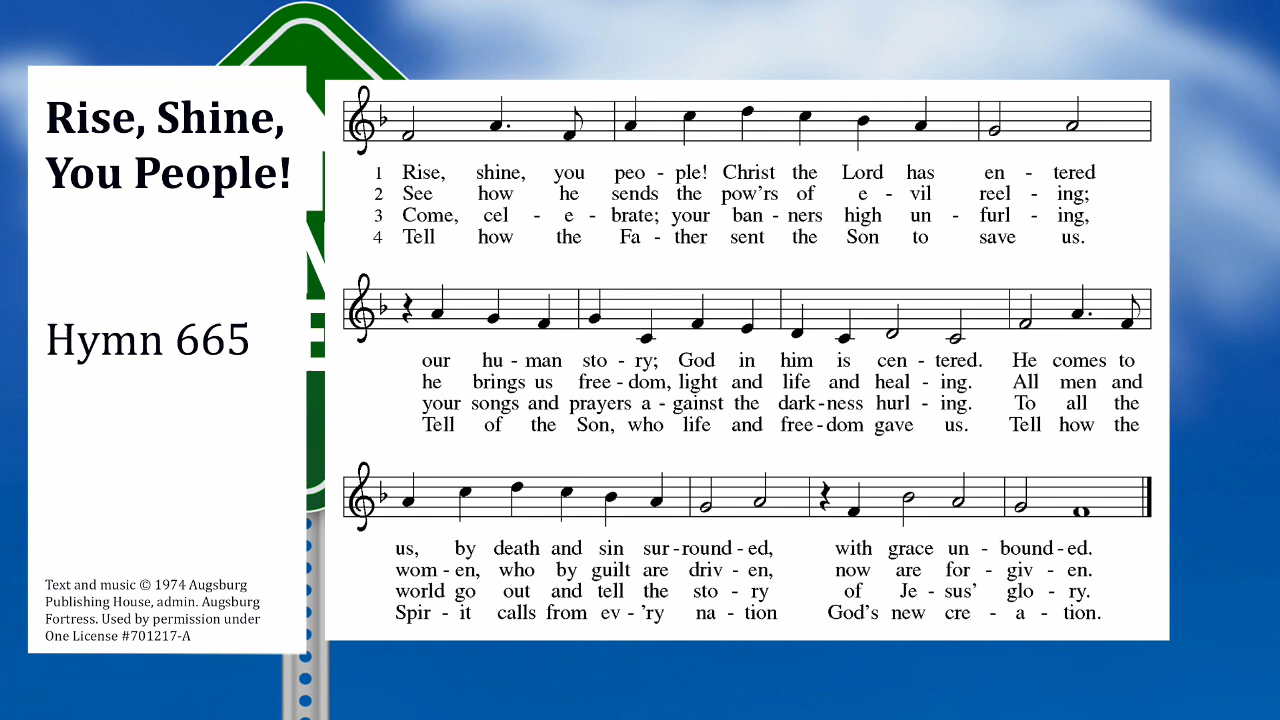 Rise, Shine,
You People!
Hymn 665
Text and music © 1974 Augsburg
Publishing House, admin. Augsburg
Fortress. Used by permission under
One License #701217-A
1 Rise, shine, you peo - ple! Christ the Lord has en - tered
2 See how he sends the pow'rs of e - vil reel - ing;
3 Come, cel - e - brate; your ban - ners high un - furl - ing,
4 Tell how the Fa - ther sent the Son to save us.
our hu - man sto - ry; God in him is cen - tered. He comes to
he brings us free - dom, light and life and heal - ing. All men and
your songs and prayers a - gainst the dark - ness hurl - ing. To all the
Tell of the Son, who life and free - dom gave us. Tell how the
us, by death and sin sur - round - ed, with grace un - bound - ed.
wom - en, who by guilt are driv - en, now are for - giv - en.
world go out and tell the sto - ry of Je - sus' glo - ry.
Spir - it calls from ev - 'ry na - tion God's new cre - a - tion.